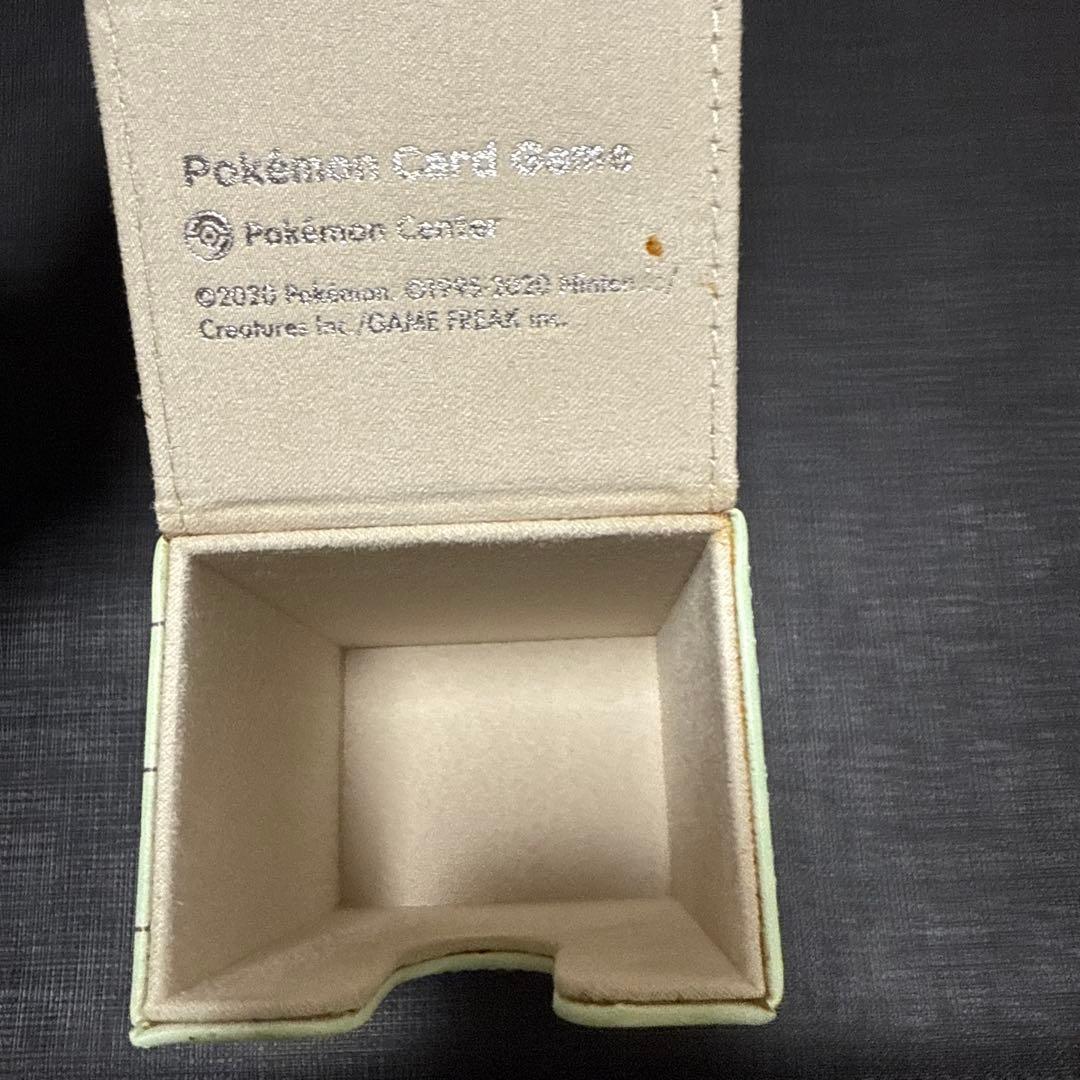 Pokémon Card Game
Pokémon Center
©2020 Pokémon. ©1995-2020 Nintendo/
Creatures Inc./GAME FREAK inc.